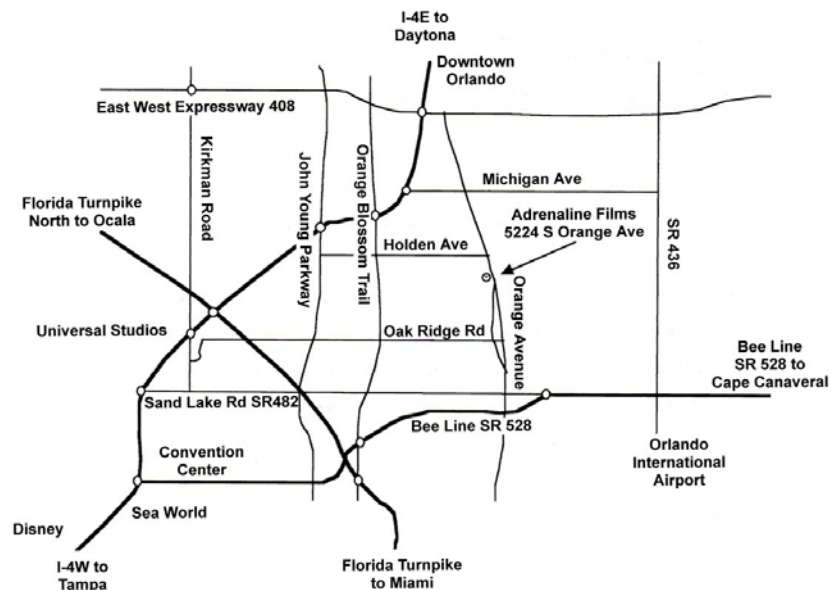 I-4E to
Daytona
Downtown
Orlando
East West Expressway 408
Kirkman Road
John Young Parkway
Orange Blossom Trail
Michigan Ave
Florida Turnpike
North to Ocala
Adrenaline Films
5224 S Orange Ave
SR 436
Holden Ave
Orange Avenue
Universal Studios
Oak Ridge Rd
Bee Line
SR 528 to
Cape Canaveral
Sand Lake Rd SR482
Bee Line SR 528
Convention
Center
Orlando
International
Airport
Sea World
Disney
I-4W to
Tampa
Florida Turnpike
to Miami